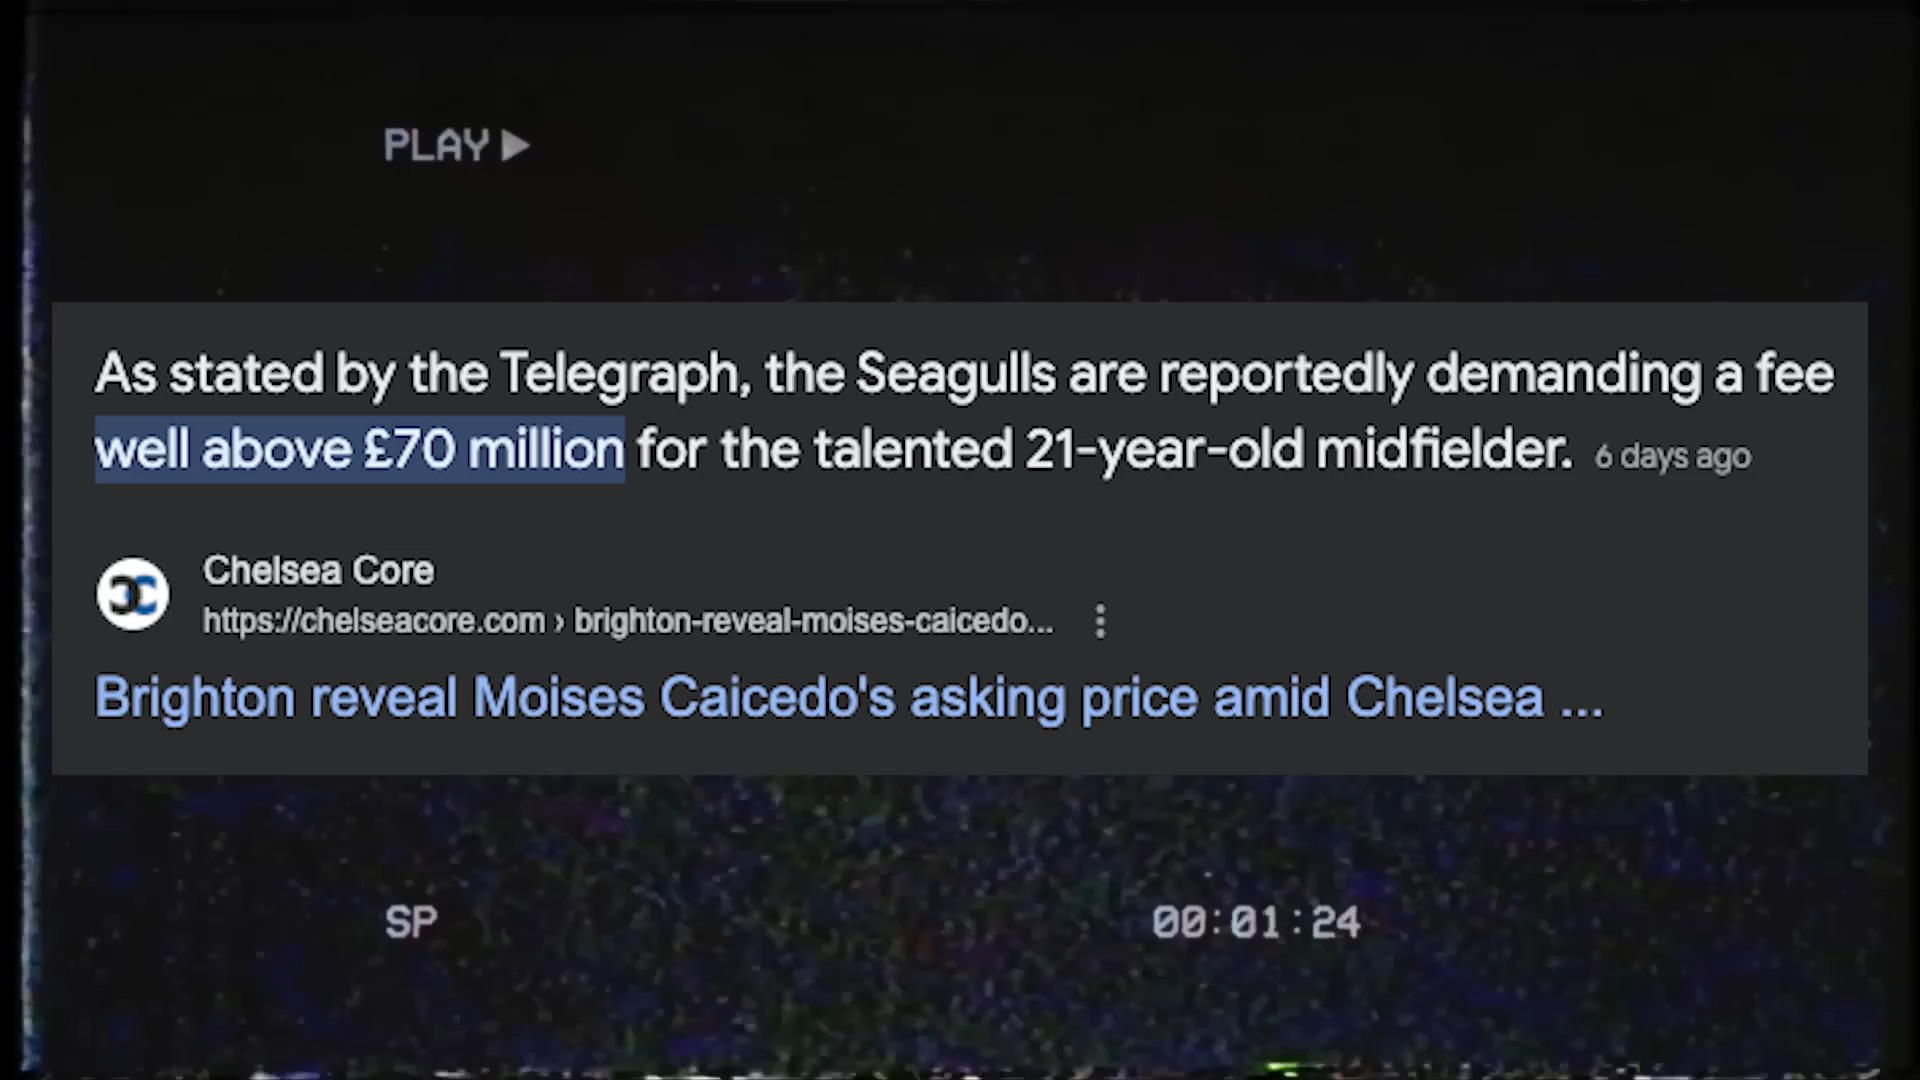 PLAY
As stated by the Telegraph, the Seagulls are reportedly demanding a fee
well above £70 million for the talented 21-year-old midfielder. 6 days ago
Chelsea Core
https://chelseacore.com › brighton-reveal-moises-caicedo...
Brighton reveal Moises Caicedo's asking price amid Chelsea ...
SP
00:01:24